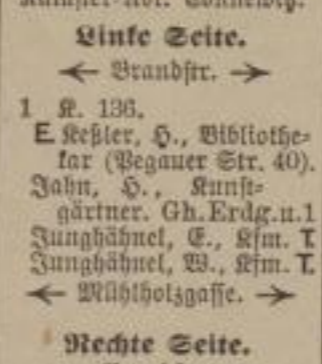 Linke Seite.
← Brandstr. →
1 K. 136.
E Keßler, H., Bibliothe=
kar (Pegauer Str. 40).
Jahn, H., Kunst=
gärtner. Gh.Erdg.u.1
Junghähnel, E., Kfm. T.
Junghähnel, W., Kfm. T.
← Mühlholzgasse. →
Rechte Seite.